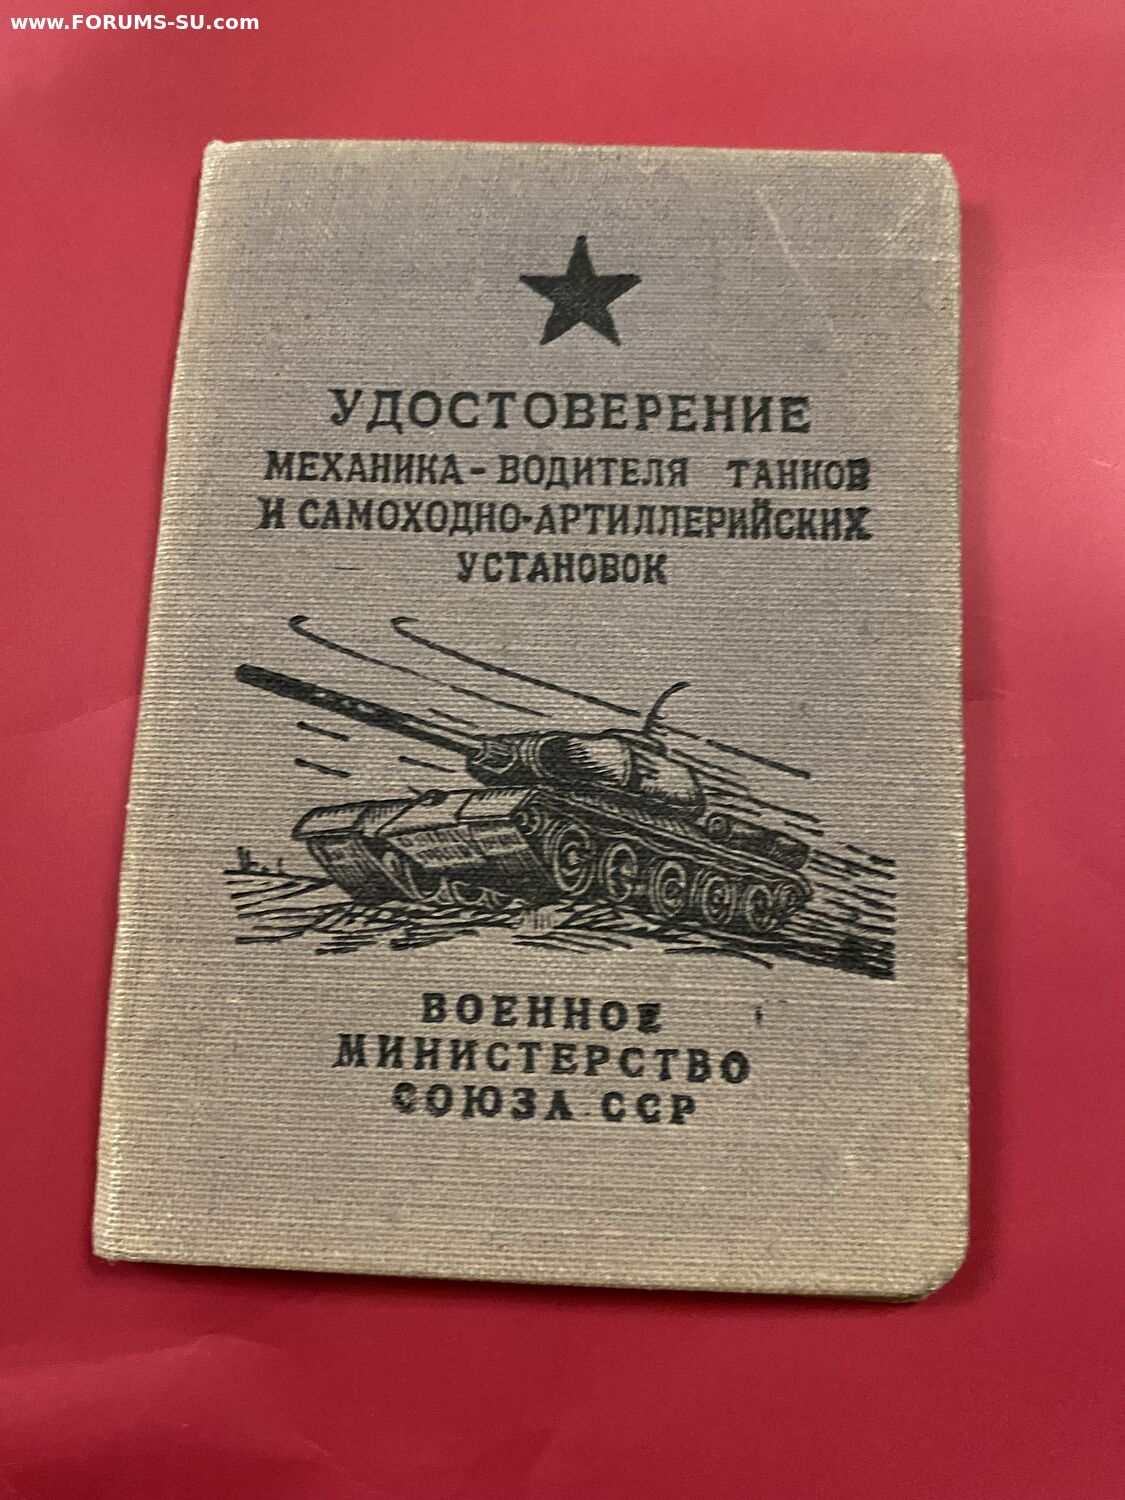 www.FORUMS-SU.com
УДОСТОВЕРЕНИЕ
МЕХАНИКА-ВОДИТЕЛЯ ТАНКОВ
И САМОХОДНО-АРТИЛЛЕРИЙСКИХ
УСТАНОВОК
ВОЕННОЕ
МИНИСТЕРСТВО
СОЮЗА ССР